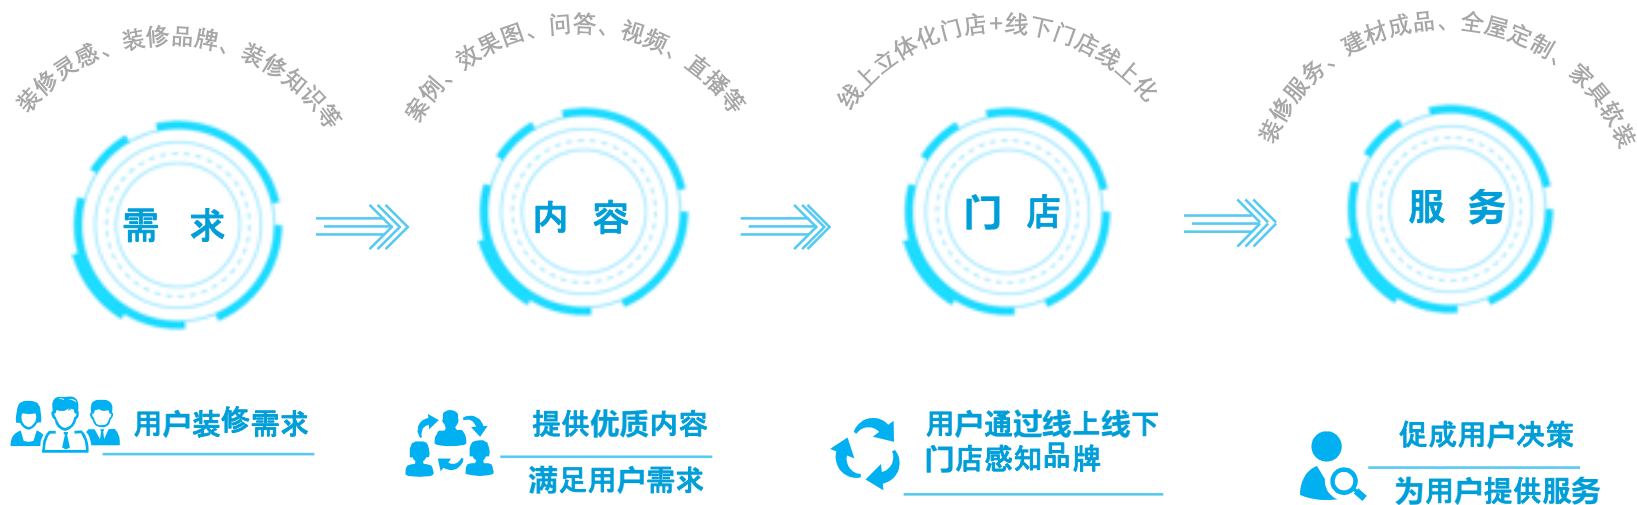 装修灵感、装修品牌、装修知识等
需 求
用户装修需求
案例、效果图、问答、视频、直播等
内 容
提供优质内容
满足用户需求
线上立体化门店+线下门店线上化
门 店
用户通过线上线下
门店感知品牌
装修服务、建材成品、全屋定制、家具软装
服 务
促成用户决策
为用户提供服务